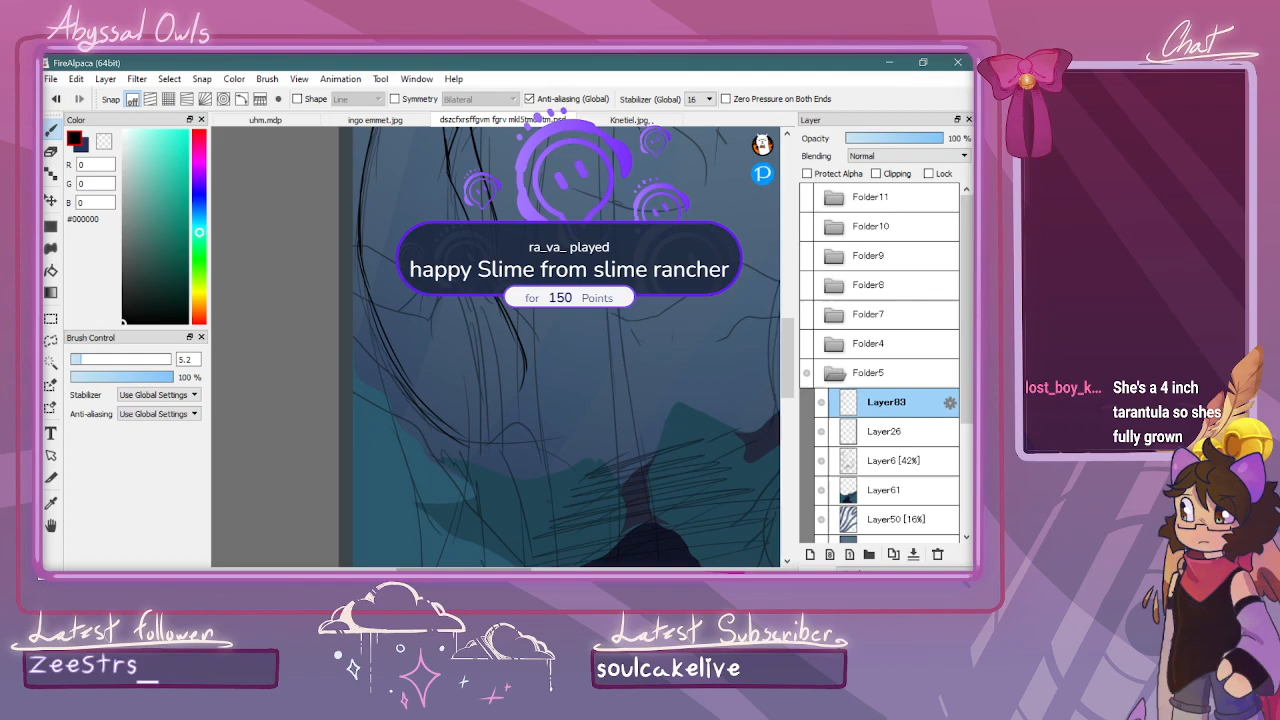 Abyssal Owls
Chat
FireAlpaca (64bit)
File Edit Layer Filter Select Snap Color Brush View Animation Tool Window Help
Snap off Shape Line Symmetry Bilateral Anti-aliasing (Global) Stabilizer (Global) 16 Zero Pressure on Both Ends
uhm.mdp ingo emmet.jpg Knetiel.jpg
Color
R 0
G 0
B 0
#000000
Brush Control
5.2
100 %
Stabilizer Use Global Settings
Anti-aliasing Use Global Settings
ra_va_ played
happy Slime from slime rancher
for 150 Points
Layer
Opacity 100 %
Blending Normal
Protect Alpha Clipping Lock
Folder11
Folder10
Folder9
Folder8
Folder7
Folder4
Folder5
Layer83
Layer26
Layer6 [42%]
Layer61
Layer50 [16%]
lost_boy_k... She's a 4 inch
tarantula so shes
fully grown
Latest follower
zeeStrs_
Latest Subscriber
soulcakelive